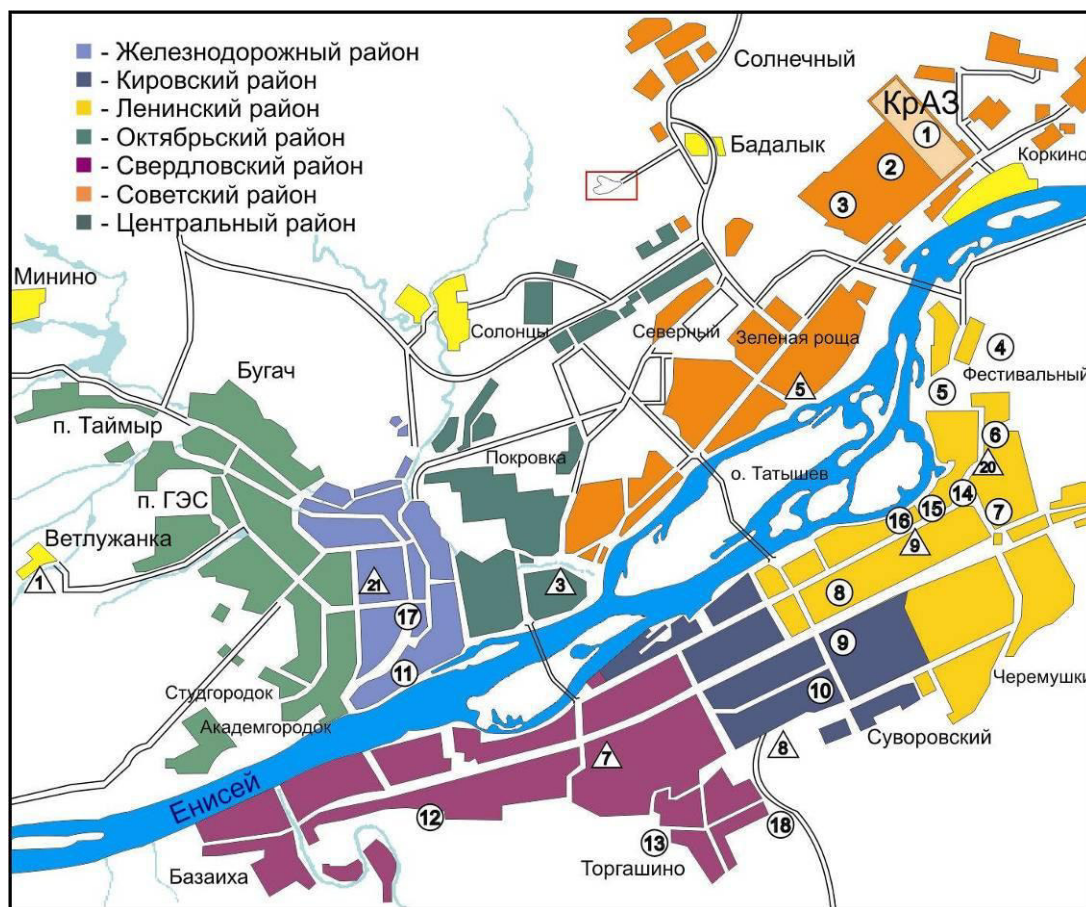 - Железнодорожный район
- Кировский район
- Ленинский район
- Октябрьский район
- Свердловский район
- Советский район
- Центральный район
Солнечный
КрАЗ
1
Бадалык
2
Коркино
3
Минино
Солонцы
Северный
Зеленая роща
4
Фестивальный
Бугач
5
5
п. Таймыр
6
Покровка
о. Татышев
20
п. ГЭС
14
15
7
16
Ветлужанка
9
1
21
3
8
17
9
11
Черемушки
Студгородок
10
Академгородок
Суворовский
8
7
Енисей
12
18
13
Торгашино
Базаиха